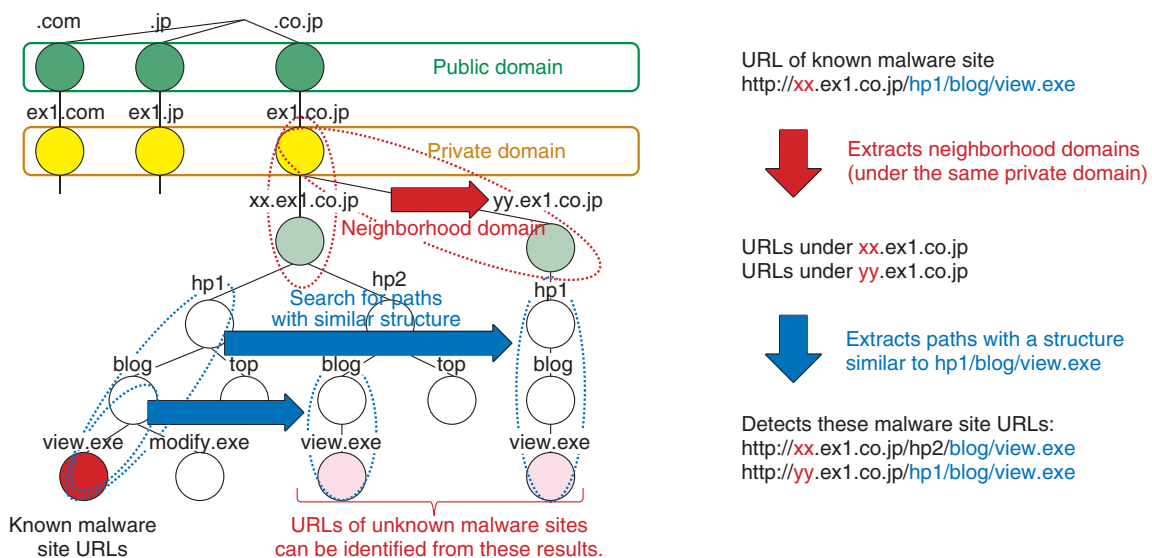 .com
.jp
.co.jp
Public domain
ex1.com
ex1.jp
ex1.co.jp
Private domain
xx.ex1.co.jp
yy.ex1.co.jp
Neighborhood domain
hp1
hp2
hp1
Search for paths
with similar structure
blog
top
blog
top
blog
view.exe
modify.exe
view.exe
view.exe
Known malware
site URLs
URLs of unknown malware sites
can be identified from these results.
URL of known malware site
http://xx.ex1.co.jp/hp1/blog/view.exe
Extracts neighborhood domains
(under the same private domain)
URLs under xx.ex1.co.jp
URLs under yy.ex1.co.jp
Extracts paths with a structure
similar to hp1/blog/view.exe
Detects these malware site URLs:
http://xx.ex1.co.jp/hp2/blog/view.exe
http://yy.ex1.co.jp/hp1/blog/view.exe